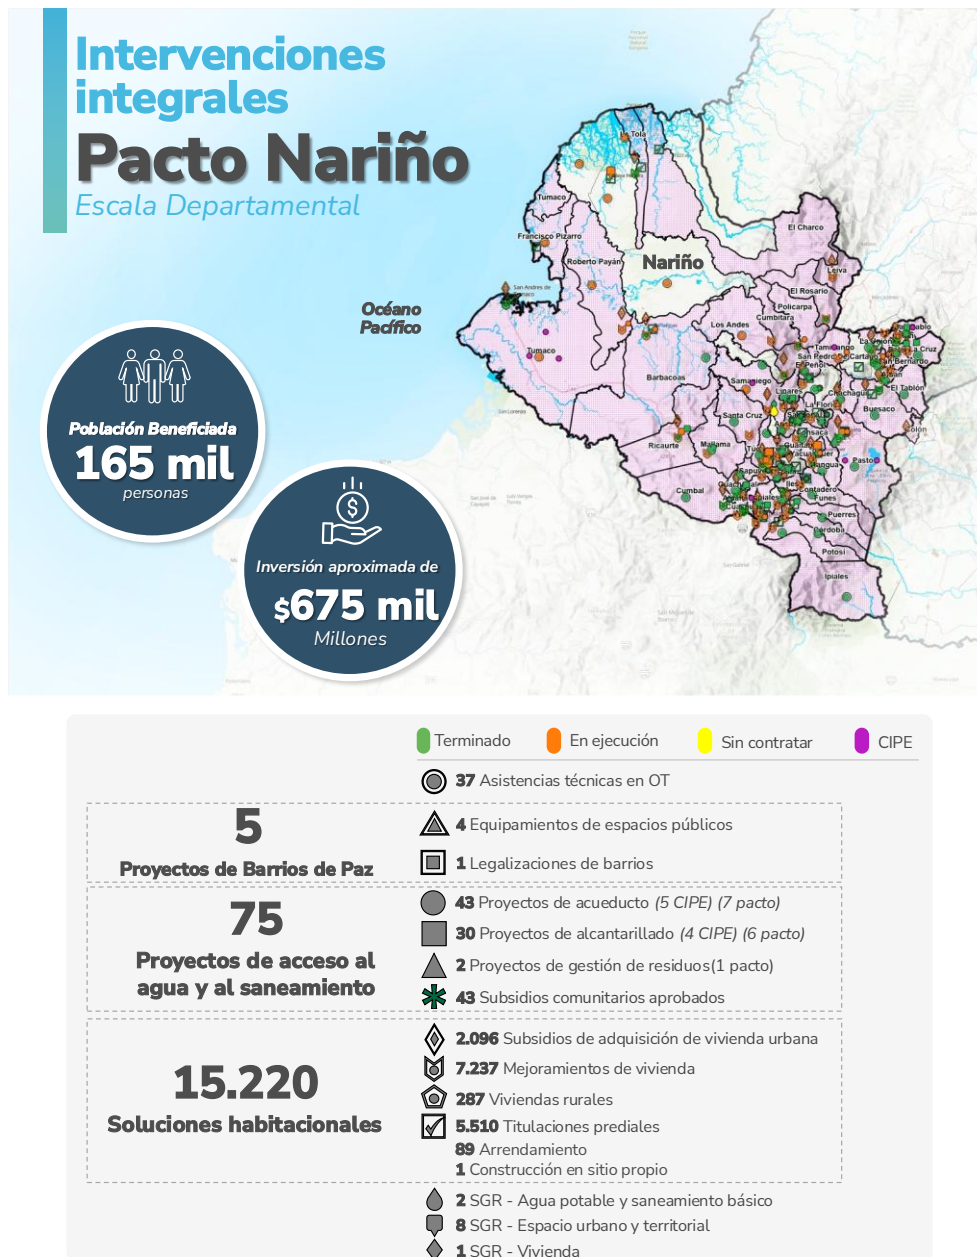 Intervenciones
integrales
Pacto Nariño
Escala Departamental
Océano
Pacífico
Población Beneficiada
165 mil
personas
Inversión aproximada de
$675 mil
Millones
Nariño
Tola
Tumaco
Francisco Pizarro
Roberto Payán
San Andres de
Tumaco
El Charco
Leiva
El Rosario
Policarpa
Cumbitara
Los Andes
Barbacoas
Samaniego
Linares
Santa Cruz
Ricaurte
Mallama
Cumbal
El Tablón
Buesaco
Pasto
Contadero
Funes
Puerres
Córdoba
Potosí
Ipiales
San Lorenzo
Terminado
En ejecución
Sin contratar
CIPE
37 Asistencias técnicas en OT
5
Proyectos de Barrios de Paz
4 Equipamientos de espacios públicos
1 Legalizaciones de barrios
75
Proyectos de acceso al
agua y al saneamiento
43 Proyectos de acueducto (5 CIPE) (7 pacto)
30 Proyectos de alcantarillado (4 CIPE) (6 pacto)
2 Proyectos de gestión de residuos(1 pacto)
43 Subsidios comunitarios aprobados
15.220
Soluciones habitacionales
2.096 Subsidios de adquisición de vivienda urbana
7.237 Mejoramientos de vivienda
287 Viviendas rurales
5.510 Titulaciones prediales
89 Arrendamiento
1 Construcción en sitio propio
2 SGR - Agua potable y saneamiento básico
8 SGR - Espacio urbano y territorial
1 SGR - Vivienda